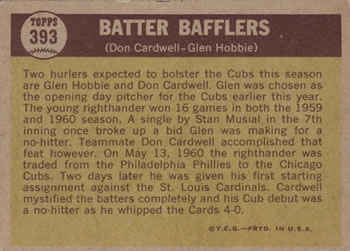 TOPPS
393
BATTER BAFFLERS
(Don Cardwell-Glen Hobbie)
Two hurlers expected to bolster the Cubs this season
are Glen Hobbie and Don Cardwell. Glen was chosen as
the opening day pitcher for the Cubs earlier this year.
The young righthander won 16 games in both the 1959
and 1960 season. A single by Stan Musial in the 7th
inning once broke up a bid Glen was making for a
no-hitter. Teammate Don Cardwell accomplished that
feat however. On May 13, 1960 the righthander was
traded from the Philadelphia Phillies to the Chicago
Cubs. Two days later he was given his first starting
assignment against the St. Louis Cardinals. Cardwell
mystified the batters completely and his Cub debut was
a no-hitter as he whipped the Cards 4-0.
©T.C.G.—PRTD. IN U.S.A.